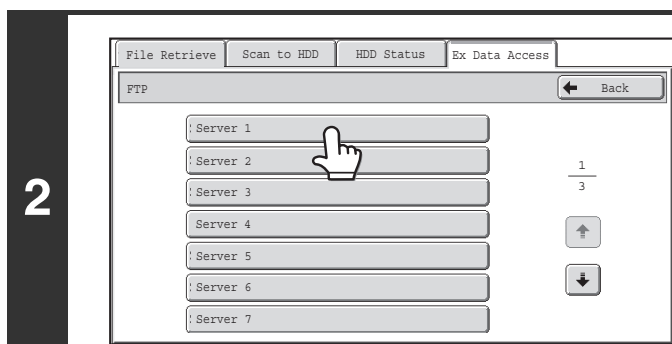 File Retrieve Scan to HDD HDD Status Ex Data Access
FTP Back
Server 1
Server 2
1
3
Server 3
2
Server 4
Server 5
Server 6
Server 7